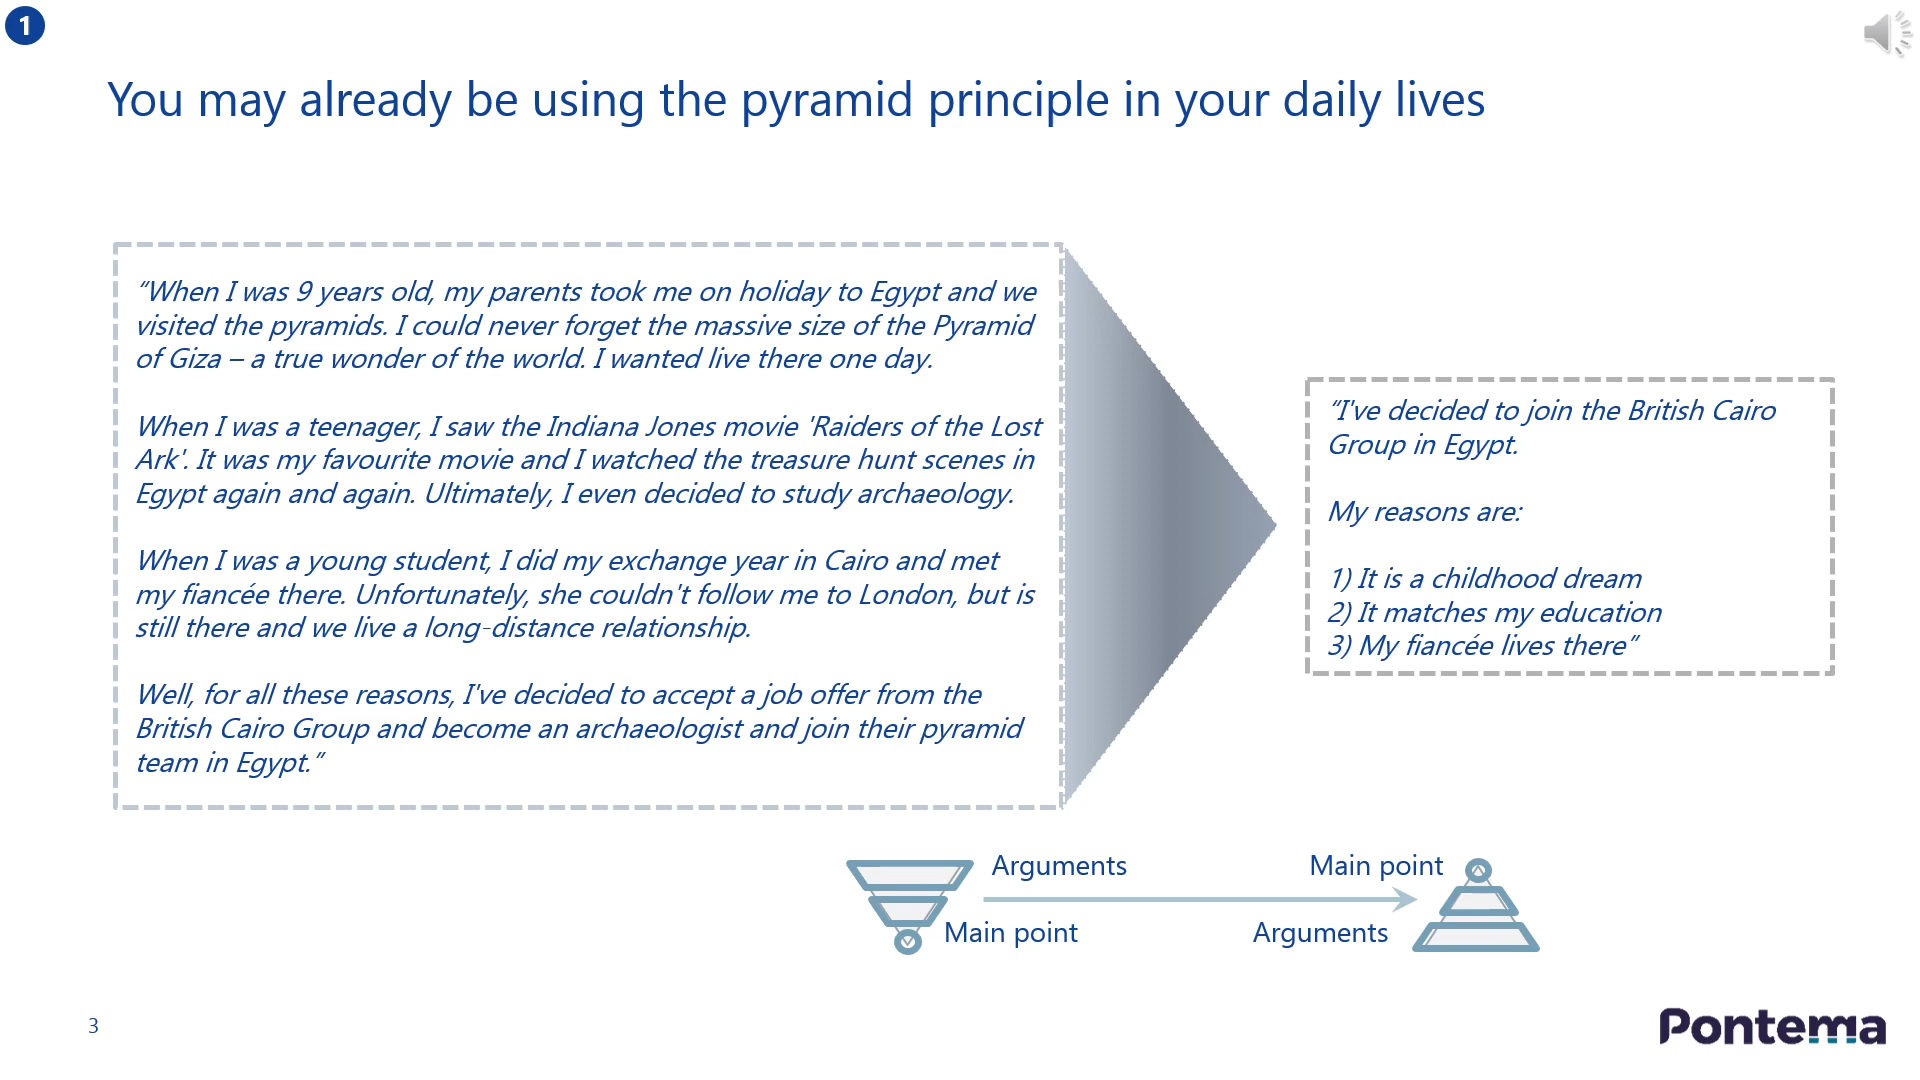 1
You may already be using the pyramid principle in your daily lives
“When I was 9 years old, my parents took me on holiday to Egypt and we
visited the pyramids. I could never forget the massive size of the Pyramid
of Giza – a true wonder of the world. I wanted live there one day.
When I was a teenager, I saw the Indiana Jones movie 'Raiders of the Lost
Ark'. It was my favourite movie and I watched the treasure hunt scenes in
Egypt again and again. Ultimately, I even decided to study archaeology.
When I was a young student, I did my exchange year in Cairo and met
my fiancée there. Unfortunately, she couldn't follow me to London, but is
still there and we live a long-distance relationship.
Well, for all these reasons, I've decided to accept a job offer from the
British Cairo Group and become an archaeologist and join their pyramid
team in Egypt.”
“I've decided to join the British Cairo
Group in Egypt.
My reasons are:
1) It is a childhood dream
2) It matches my education
3) My fiancée lives there”
Arguments
Main point
Main point
Arguments
3
Pontema